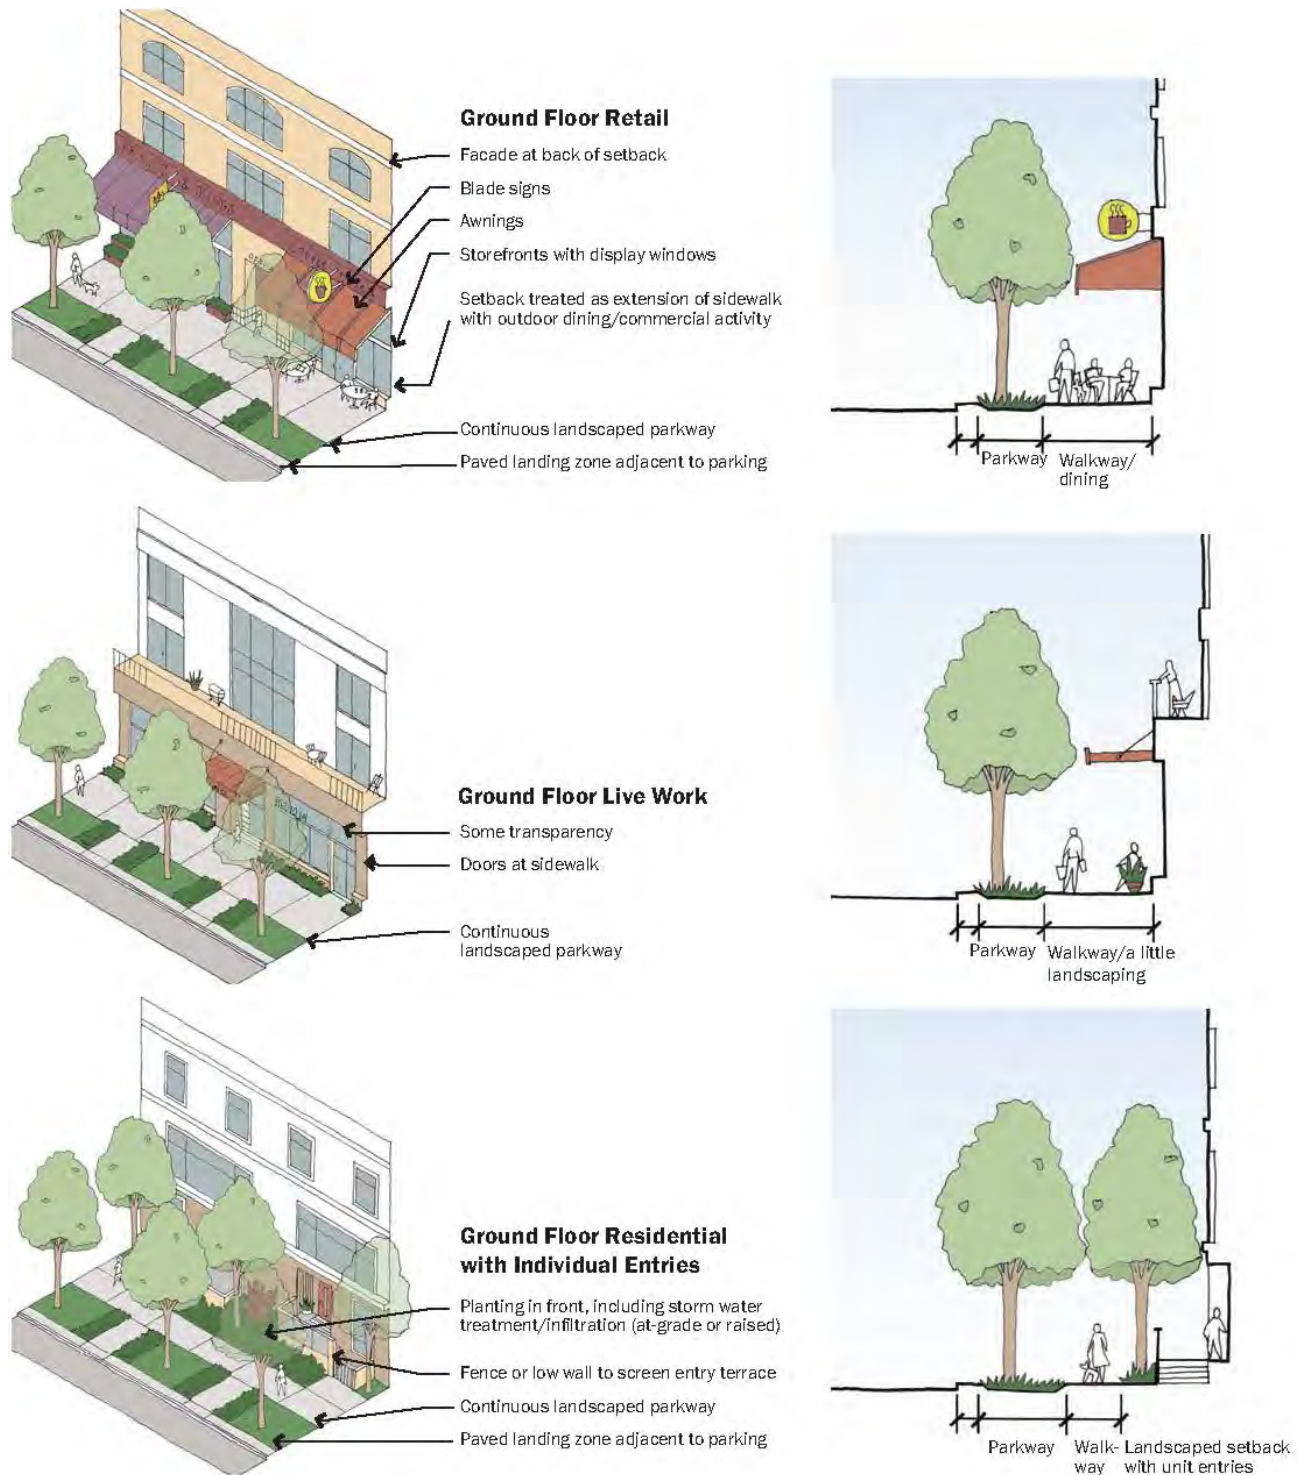 Ground Floor Retail
Facade at back of setback
Blade signs
Awnings
Storefronts with display windows
Setback treated as extension of sidewalk
with outdoor dining/commercial activity
Continuous landscaped parkway
Paved landing zone adjacent to parking
Parkway
Walkway/
dining
Ground Floor Live Work
Some transparency
Doors at sidewalk
Continuous
landscaped parkway
Parkway
Walkway/a little
landscaping
Ground Floor Residential
with Individual Entries
Planting in front, including storm water
treatment/infiltration (at-grade or raised)
Fence or low wall to screen entry terrace
Continuous landscaped parkway
Paved landing zone adjacent to parking
Parkway
Walk-
way
Landscaped setback
with unit entries